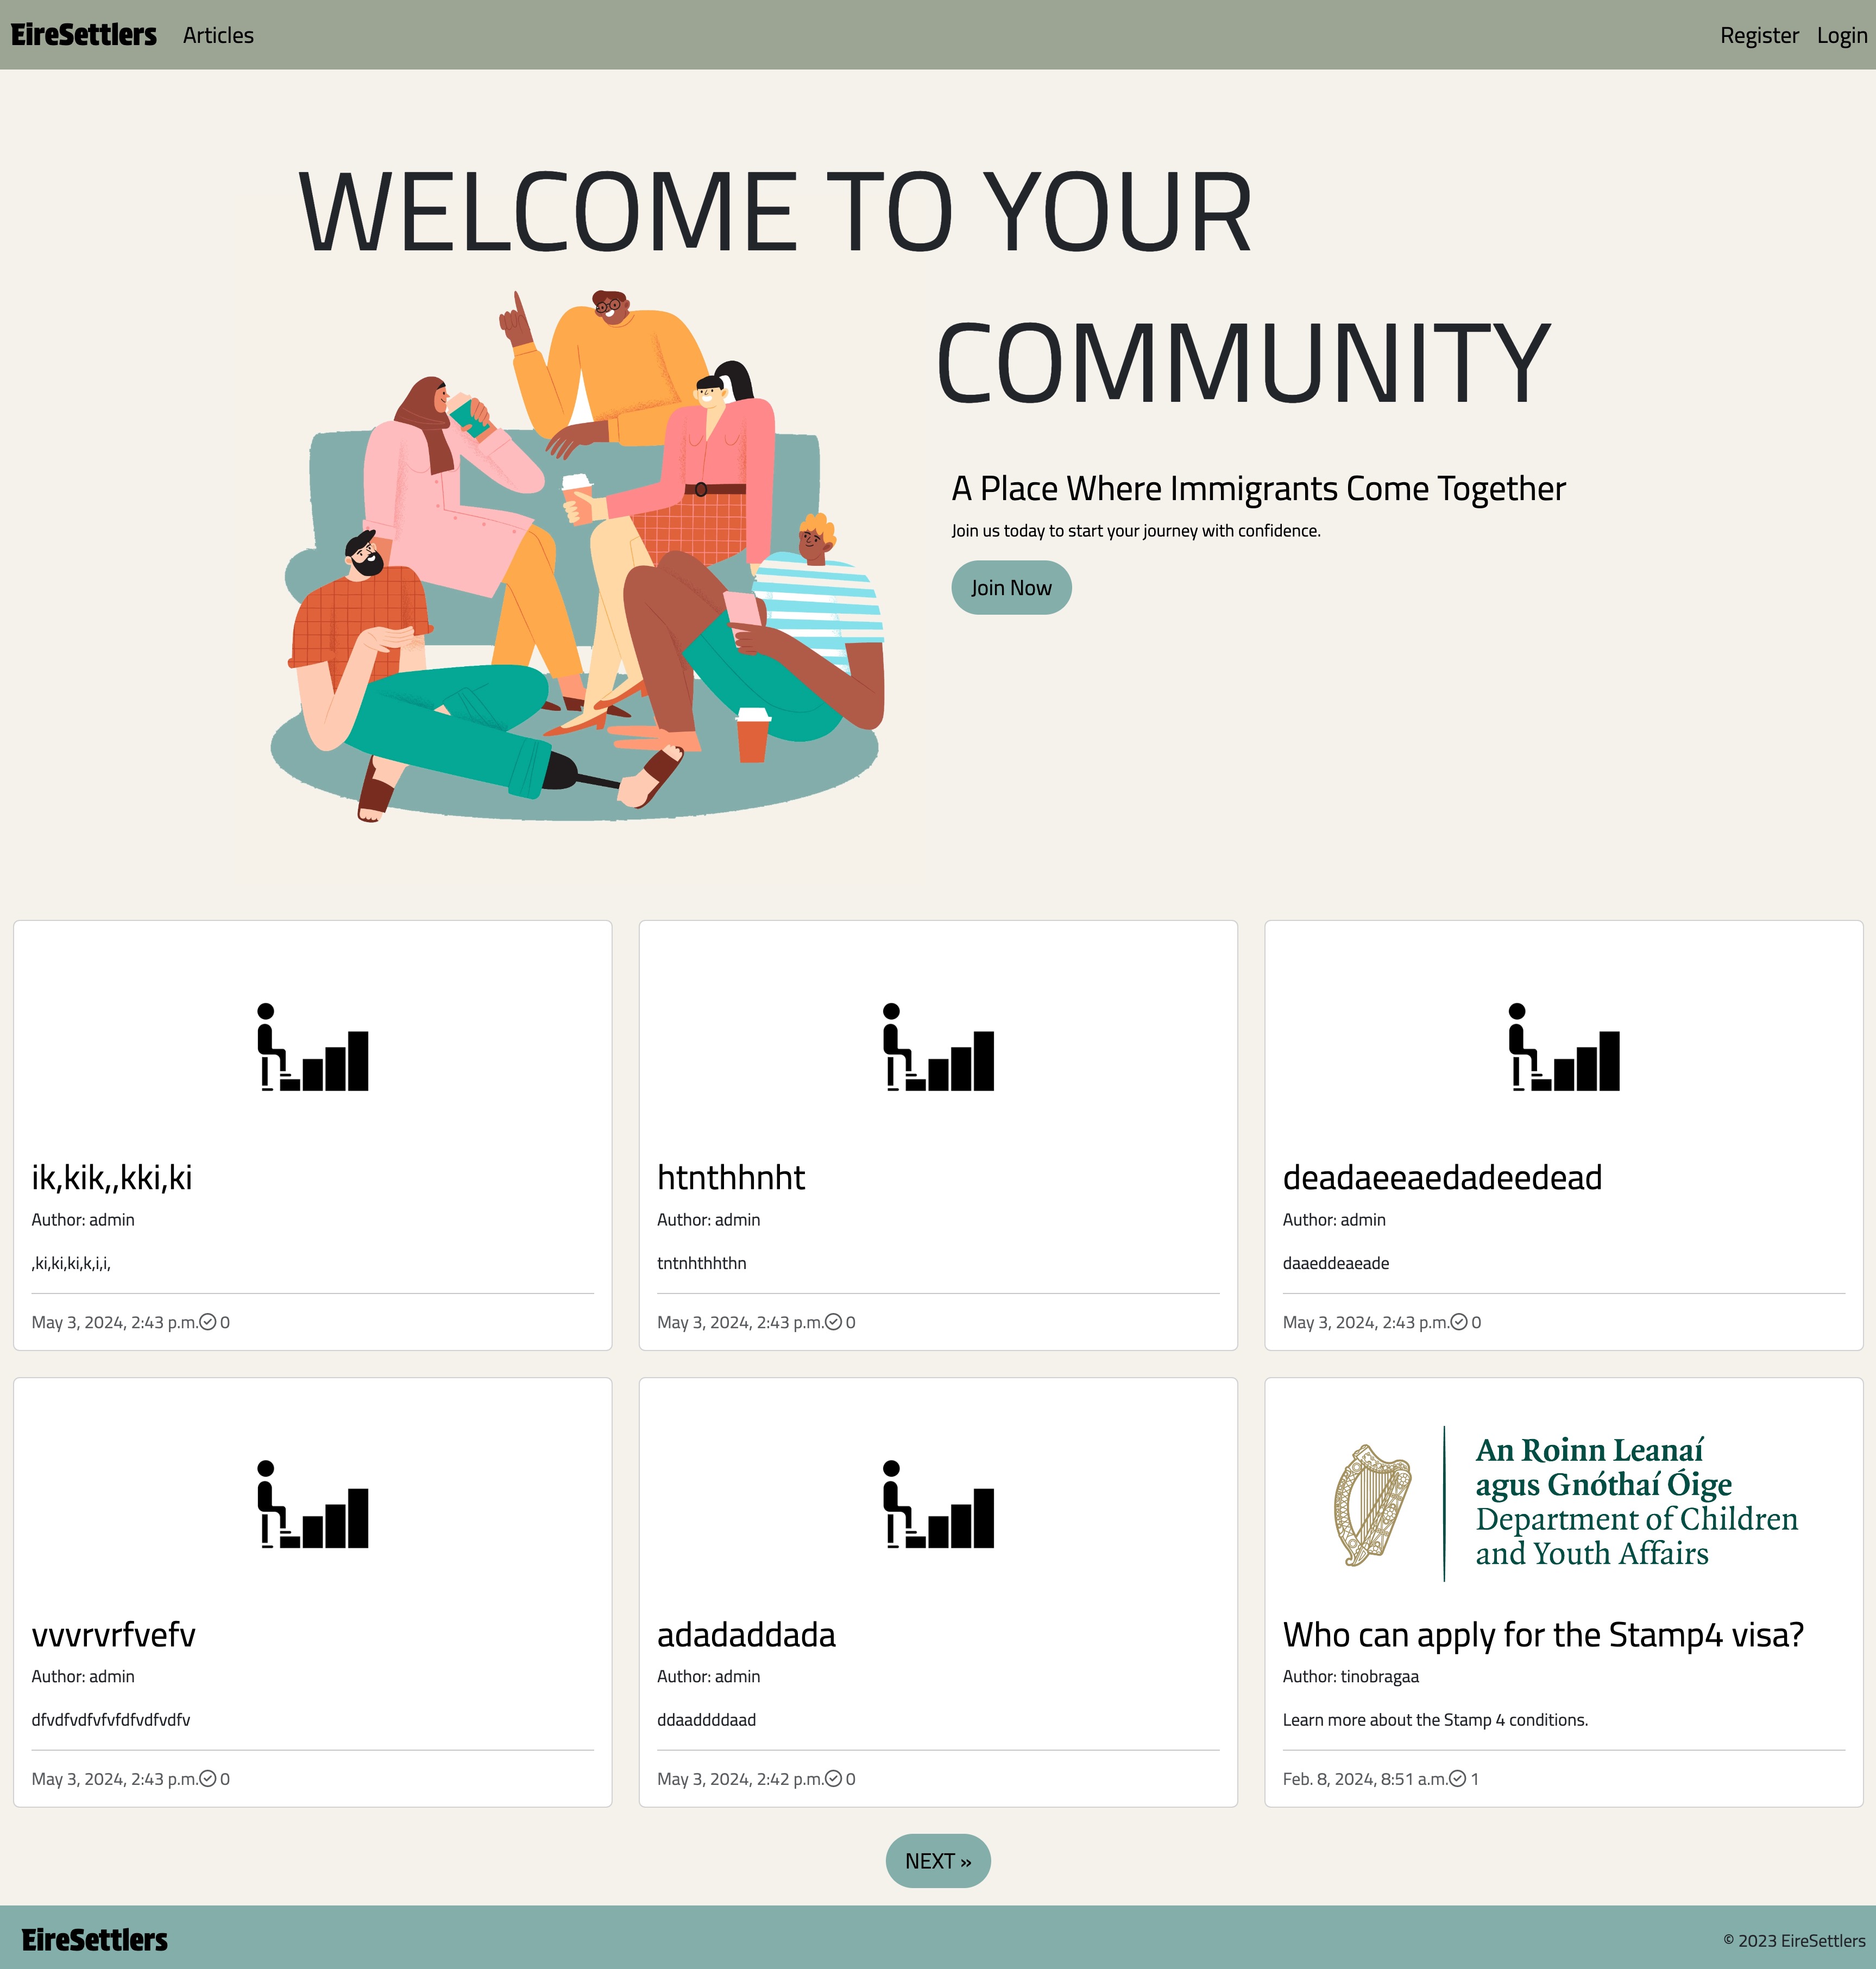 EireSettlers
Articles
Register
Login
WELCOME TO YOUR
COMMUNITY
A Place Where Immigrants Come Together
Join us today to start your journey with confidence.
Join Now
ik,kik,,kki,ki
Author: admin
,ki,ki,ki,k,i,i,
May 3, 2024, 2:43 p.m. 0
htnthhnht
Author: admin
tntnhthhthn
May 3, 2024, 2:43 p.m. 0
deadaeeaedadeedead
Author: admin
daaeddeaeade
May 3, 2024, 2:43 p.m. 0
vvvrvrfvefv
Author: admin
dfvdfvdfvfvfdfvdfvdfv
May 3, 2024, 2:43 p.m. 0
adadaddada
Author: admin
ddaaddddaad
May 3, 2024, 2:42 p.m. 0
An Roinn Leanaí
agus Gnóthaí Óige
Department of Children
and Youth Affairs
Who can apply for the Stamp4 visa?
Author: tinobragaa
Learn more about the Stamp 4 conditions.
Feb. 8, 2024, 8:51 a.m. 1
NEXT »
EireSettlers
© 2023 EireSettlers